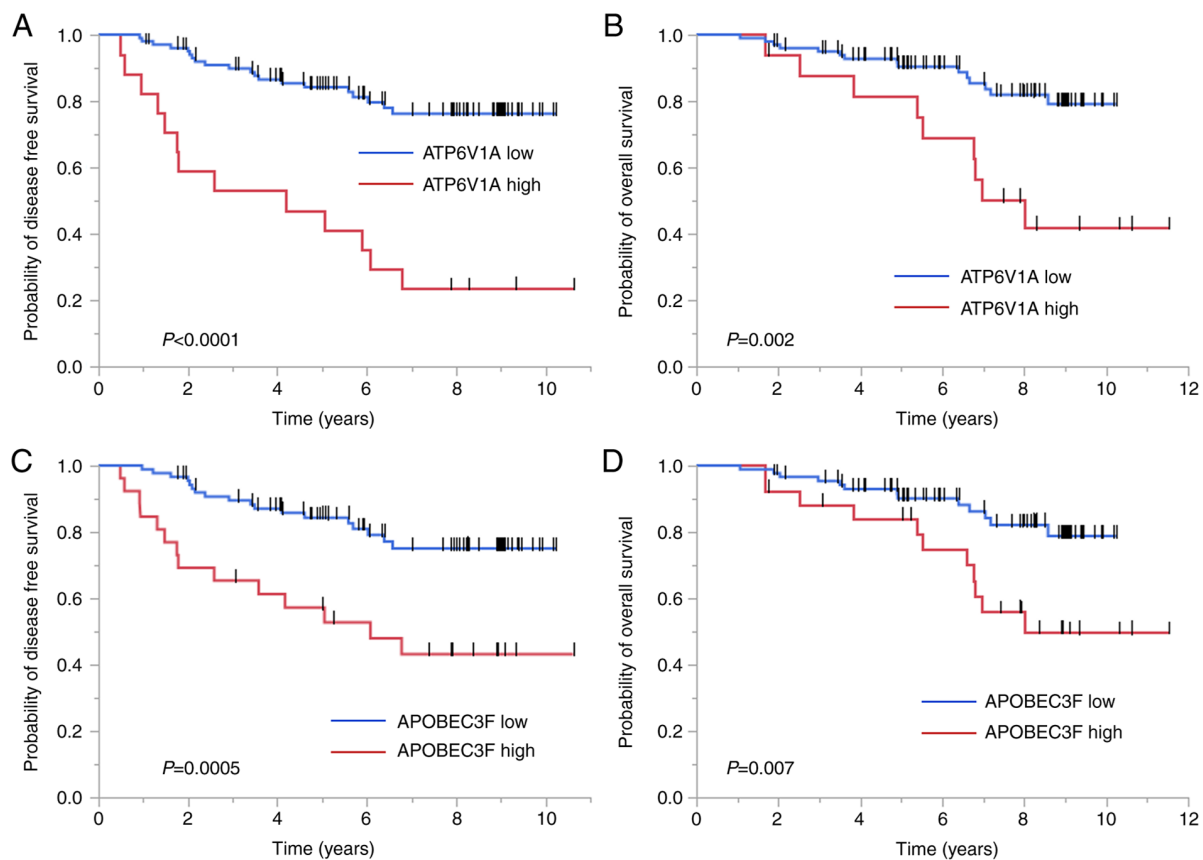 A
Probability of disease free survival
1.0
0.8
0.6
0.4
0.2
0.0
ATP6V1A low
ATP6V1A high
P<0.0001
0 2 4 6 8 10
Time (years)
B
Probability of overall survival
1.0
0.8
0.6
0.4
0.2
0.0
ATP6V1A low
ATP6V1A high
P=0.002
0 2 4 6 8 10 12
Time (years)
C
Probability of disease free survival
1.0
0.8
0.6
0.4
0.2
0.0
APOBEC3F low
APOBEC3F high
P=0.0005
0 2 4 6 8 10
Time (years)
D
Probability of overall survival
1.0
0.8
0.6
0.4
0.2
0.0
APOBEC3F low
APOBEC3F high
P=0.007
0 2 4 6 8 10 12
Time (years)